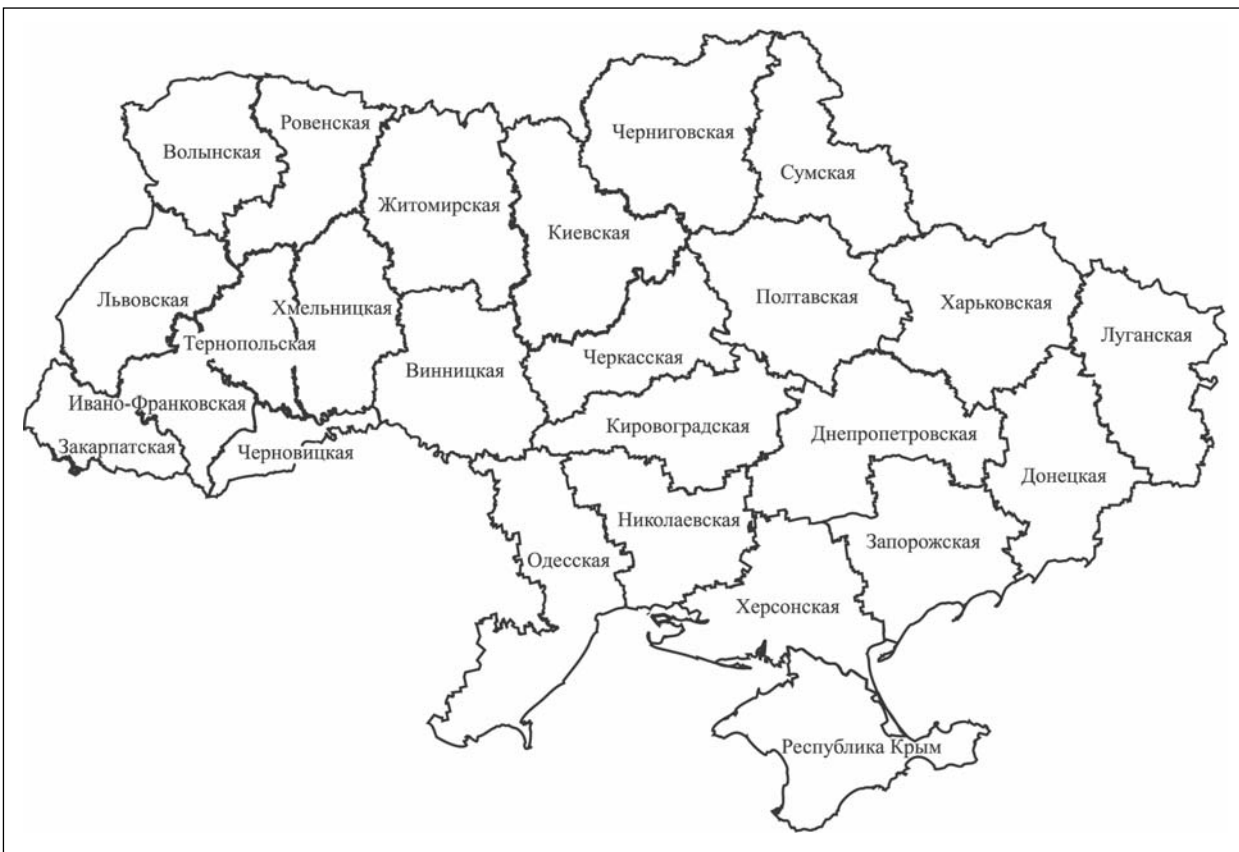 Ровенская
Черниговская
Волынская
Сумская
Житомирская
Киевская
Львовская
Хмельницкая
Полтавская
Харьковская
Тернопольская
Черкасская
Луганская
Винницкая
Ивано-Франковская
Кировоградская
Днепропетровская
Закарпатская
Черновицкая
Донецкая
Николаевская
Запорожская
Одесская
Херсонская
Республика Крым